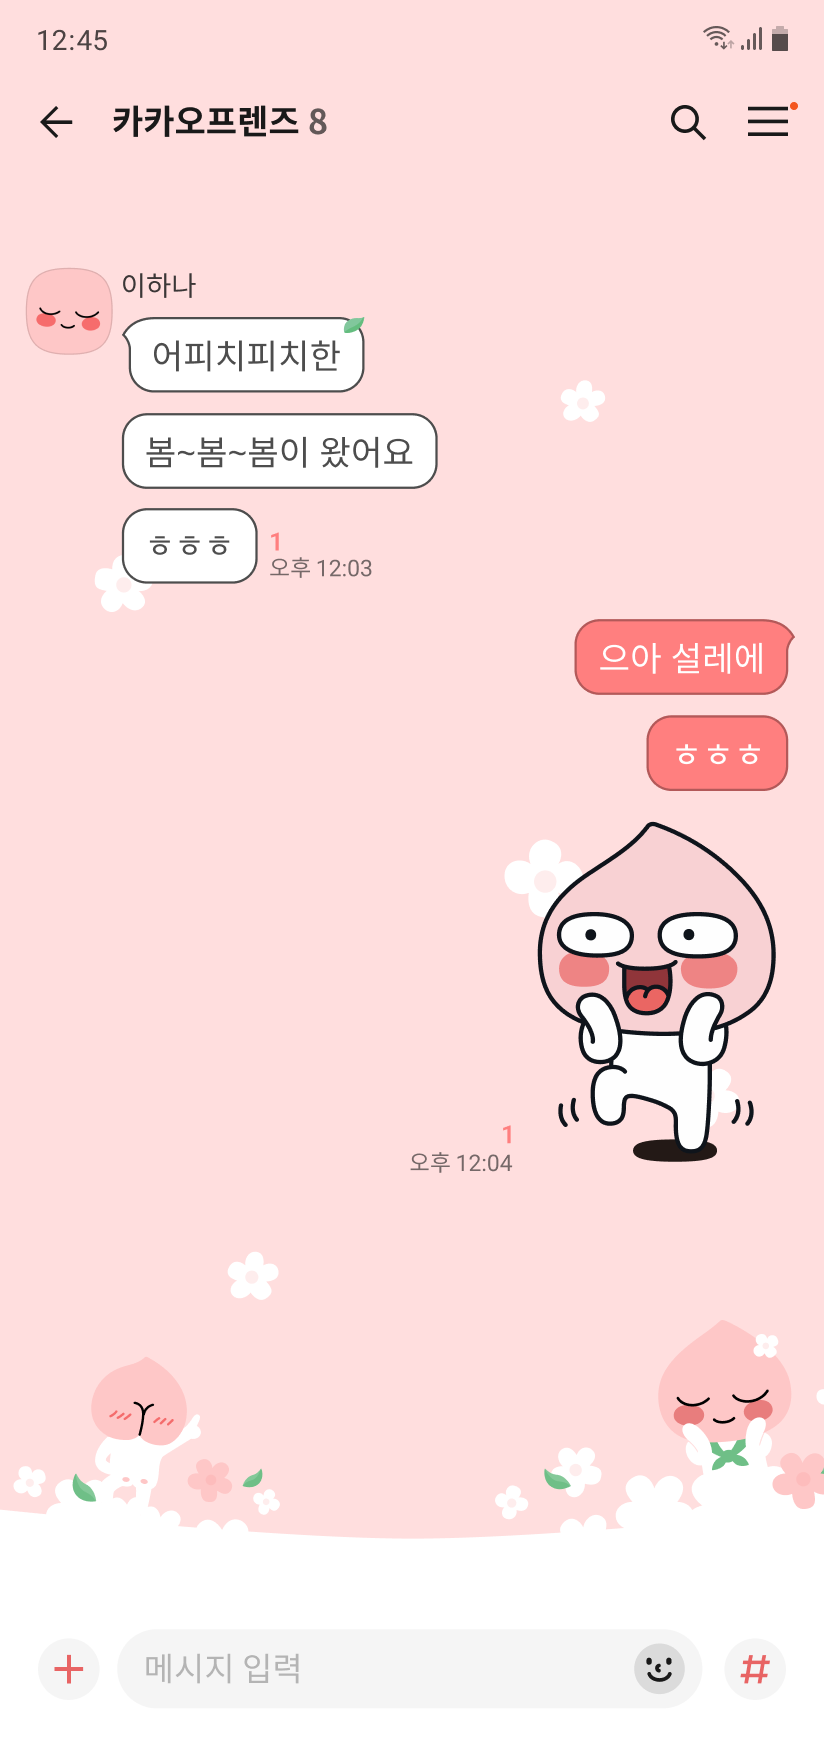 12:45
카카오프렌즈 8
이하나
어피치피치한
봄~봄~봄이 왔어요
ㅎㅎㅎ
1
오후 12:03
으아 설레에
ㅎㅎㅎ
1
오후 12:04
메시지 입력
#